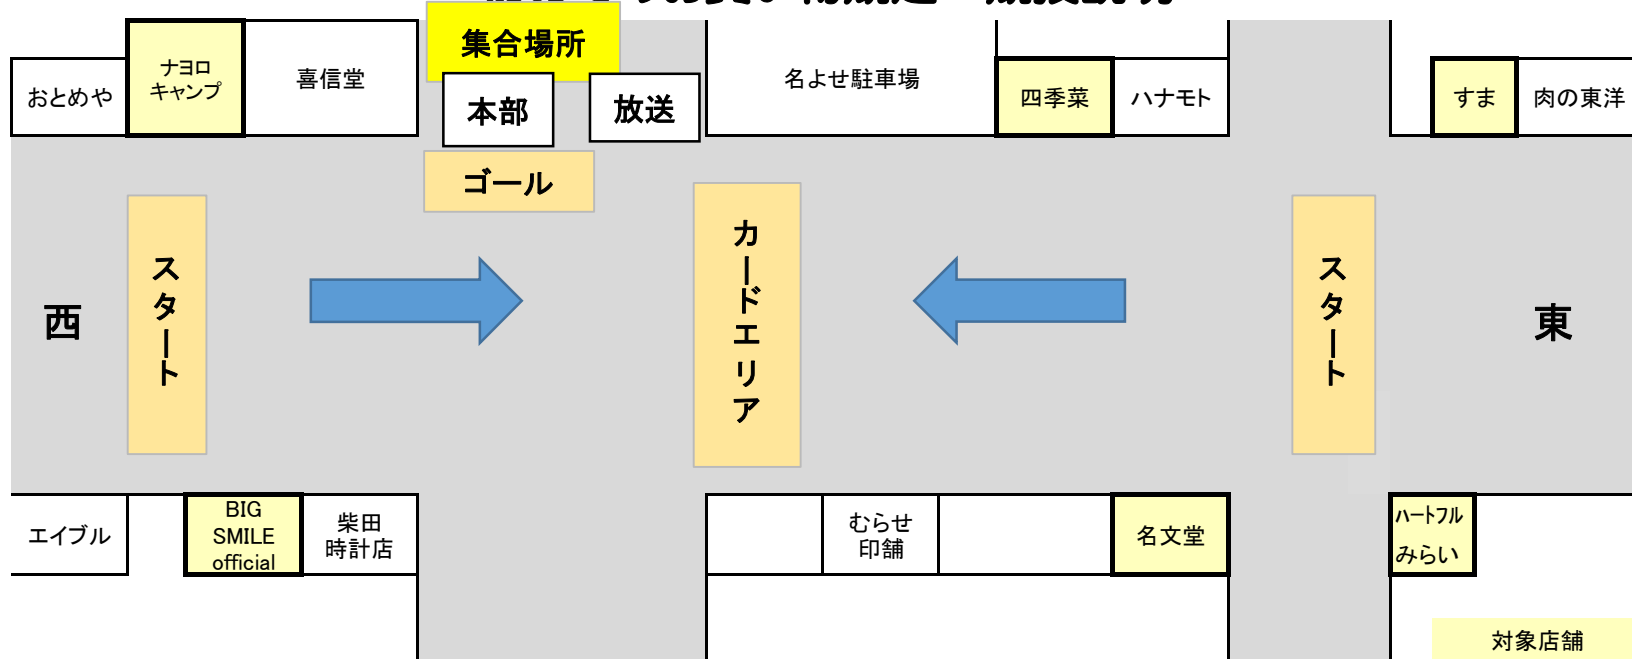 集合場所
本部
放送
ゴール
おとめや
ナヨロ
キャンプ
喜信堂
名よせ駐車場
四季菜
ハナモト
すま
肉の東洋
西
スタート
カードエリア
スタート
東
エイブル
BIG
SMILE
official
柴田
時計店
むらせ
印舗
名文堂
ハートフル
みらい
対象店舗